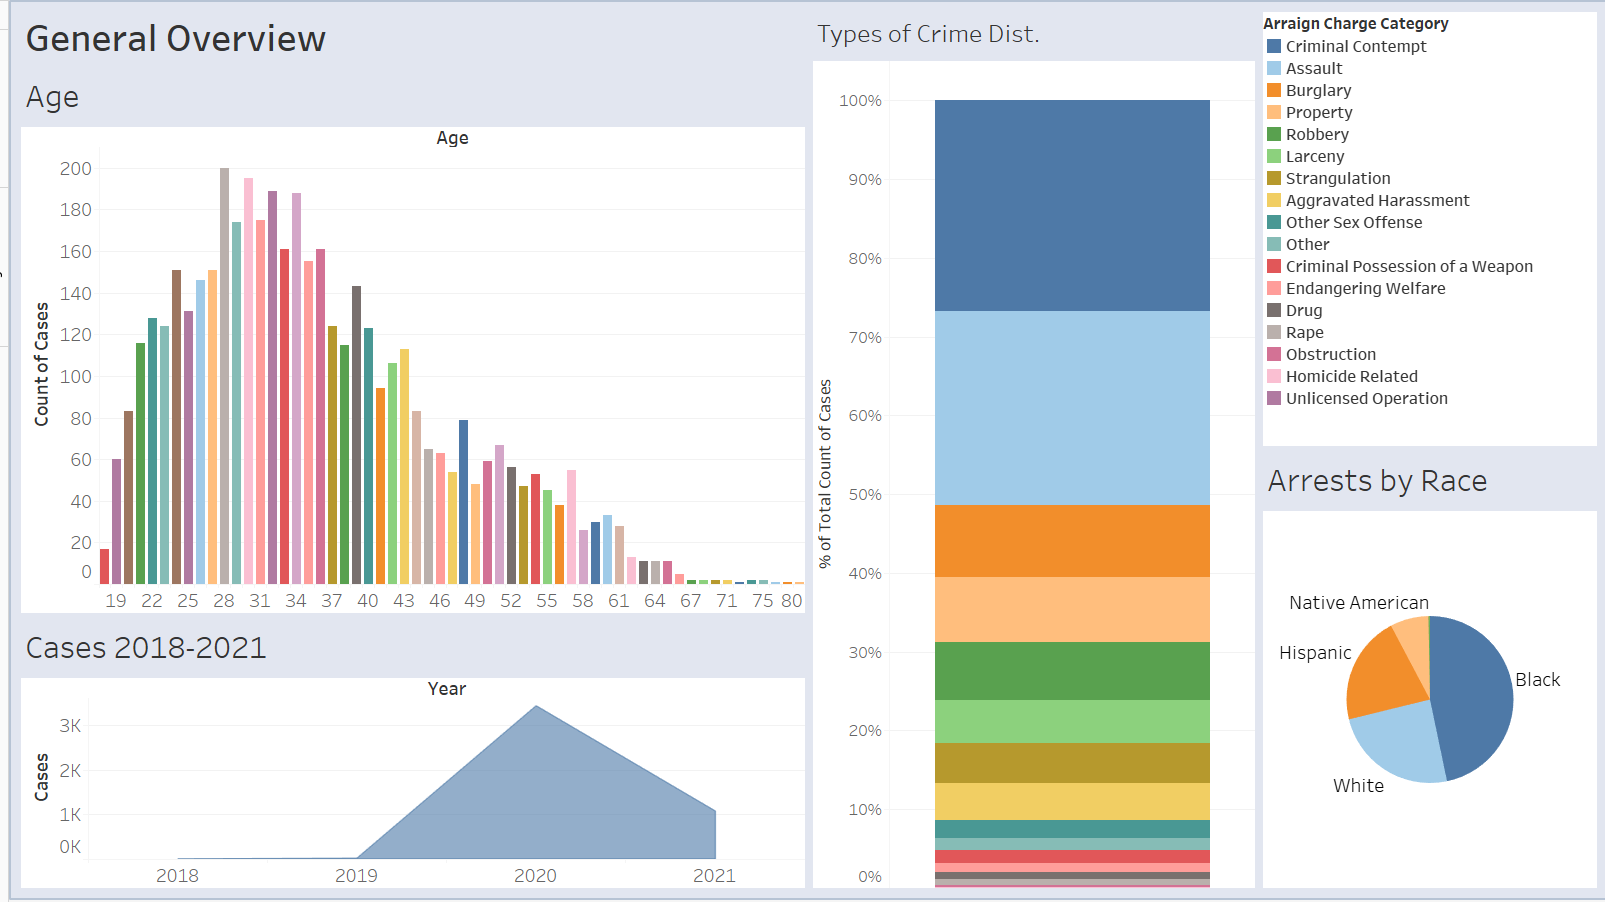 General Overview
Age
Age
Count of Cases
200
180
160
140
120
100
80
60
40
20
0
19 22 25 28 31 34 37 40 43 46 49 52 55 58 61 64 67 71 75 80
Cases 2018-2021
Year
Cases
3K
2K
1K
0K
2018 2019 2020 2021
Types of Crime Dist.
% of Total Count of Cases
100%
90%
80%
70%
60%
50%
40%
30%
20%
10%
0%
Arraign Charge Category
Criminal Contempt
Assault
Burglary
Property
Robbery
Larceny
Strangulation
Aggravated Harassment
Other Sex Offense
Other
Criminal Possession of a Weapon
Endangering Welfare
Drug
Rape
Obstruction
Homicide Related
Unlicensed Operation
Arrests by Race
Native American
Hispanic
Black
White